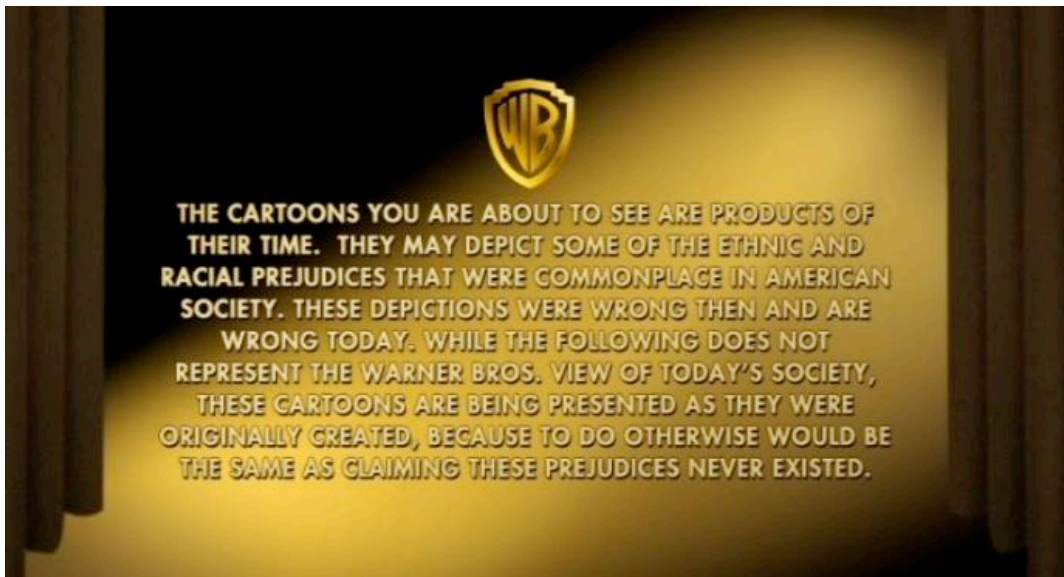 WB
THE CARTOONS YOU ARE ABOUT TO SEE ARE PRODUCTS OF
THEIR TIME. THEY MAY DEPICT SOME OF THE ETHNIC AND
RACIAL PREJUDICES THAT WERE COMMONPLACE IN AMERICAN
SOCIETY. THESE DEPICTIONS WERE WRONG THEN AND ARE
WRONG TODAY. WHILE THE FOLLOWING DOES NOT
REPRESENT THE WARNER BROS. VIEW OF TODAY'S SOCIETY,
THESE CARTOONS ARE BEING PRESENTED AS THEY WERE
ORIGINALLY CREATED, BECAUSE TO DO OTHERWISE WOULD BE
THE SAME AS CLAIMING THESE PREJUDICES NEVER EXISTED.